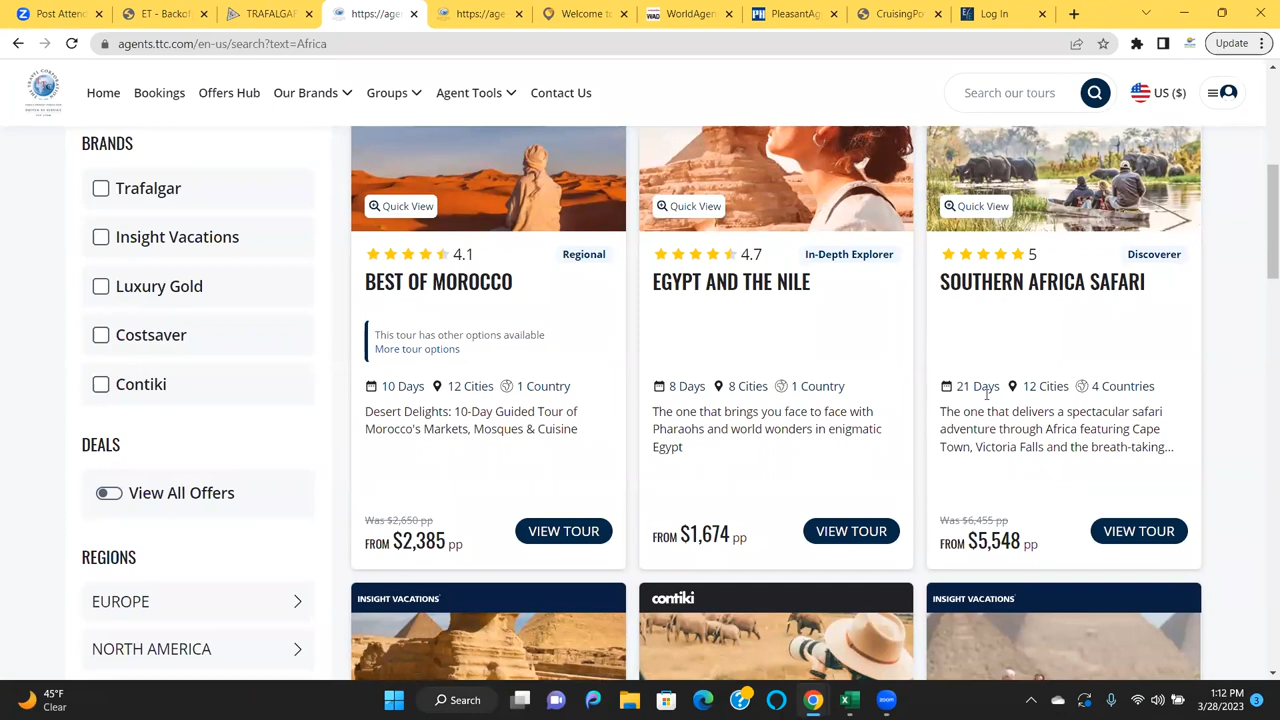 Post Attend
ET - Backof
TRAFALGAR
https://age
https://age
Welcome to
WorldAgen
PleasantAg
CruisingPo
Log In
agents.ttc.com/en-us/search?text=Africa
Update
Home
Bookings
Offers Hub
Our Brands
Groups
Agent Tools
Contact Us
Search our tours
US ($)
BRANDS
Trafalgar
Insight Vacations
Luxury Gold
Costsaver
Contiki
DEALS
View All Offers
REGIONS
EUROPE
NORTH AMERICA
Quick View
4.1
Regional
BEST OF MOROCCO
This tour has other options available
More tour options
10 Days
12 Cities
1 Country
Desert Delights: 10-Day Guided Tour of
Morocco's Markets, Mosques & Cuisine
Was $2,650 pp
FROM $2,385 pp
VIEW TOUR
Quick View
4.7
In-Depth Explorer
EGYPT AND THE NILE
8 Days
8 Cities
1 Country
The one that brings you face to face with
Pharaohs and world wonders in enigmatic
Egypt
FROM $1,674 pp
VIEW TOUR
Quick View
5
Discoverer
SOUTHERN AFRICA SAFARI
21 Days
12 Cities
4 Countries
The one that delivers a spectacular safari
adventure through Africa featuring Cape
Town, Victoria Falls and the breath-taking...
Was $6,455 pp
FROM $5,548 pp
VIEW TOUR
INSIGHT VACATIONS
contiki
INSIGHT VACATIONS
45°F
Clear
Search
zoom
1:12 PM
3/28/2023
3